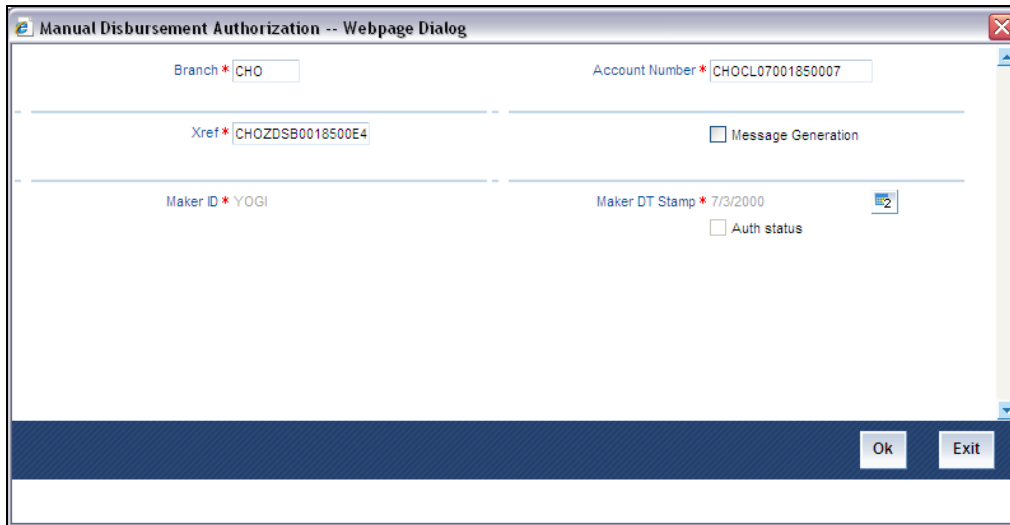 Manual Disbursement Authorization -- Webpage Dialog
Branch * CHO Account Number * CHOCL07001850007
Xref * CHOZDSB0018500E4 Message Generation
Maker ID * YOGI Maker DT Stamp * 7/3/2000
Auth status
Ok Exit